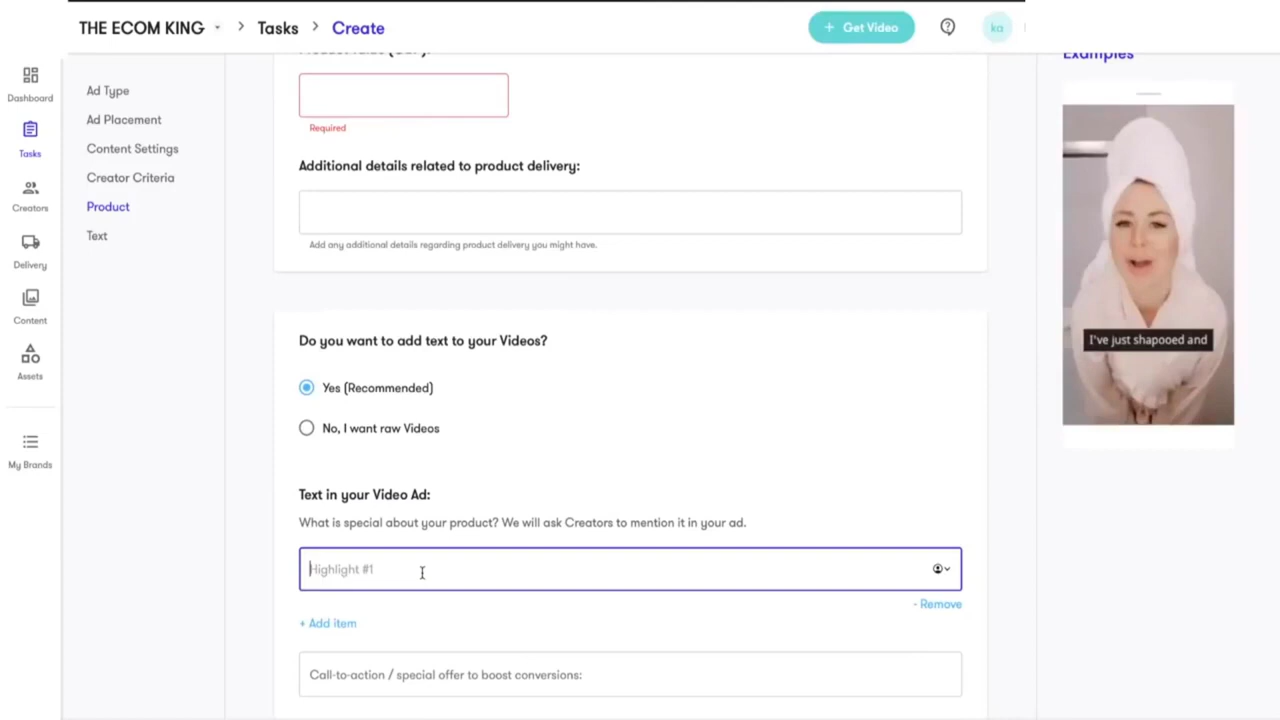 THE ECOM KING
Tasks
Create
+ Get Video
ka
Dashboard
Tasks
Creators
Delivery
Content
Assets
My Brands
Ad Type
Ad Placement
Content Settings
Creator Criteria
Product
Text
Required
Additional details related to product delivery:
Add any additional details regarding product delivery you might have.
Do you want to add text to your Videos?
Yes (Recommended)
No, I want raw Videos
Text in your Video Ad:
What is special about your product? We will ask Creators to mention it in your ad.
Highlight #1
- Remove
+ Add item
Call-to-action / special offer to boost conversions:
Examples
I've just shapooed and